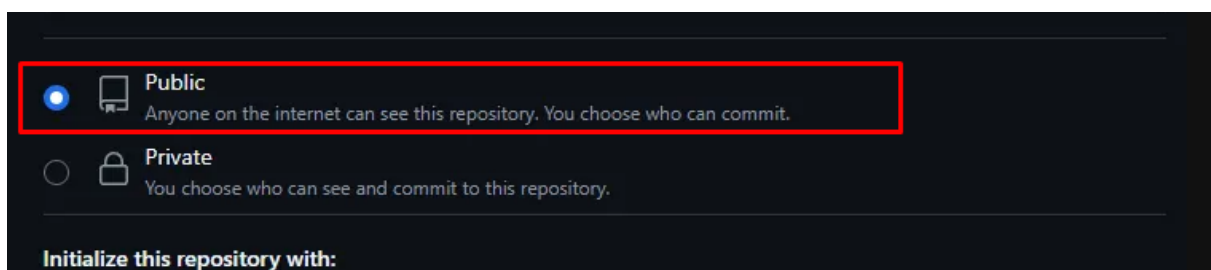 Public
Anyone on the internet can see this repository. You choose who can commit.
Private
You choose who can see and commit to this repository.
Initialize this repository with: